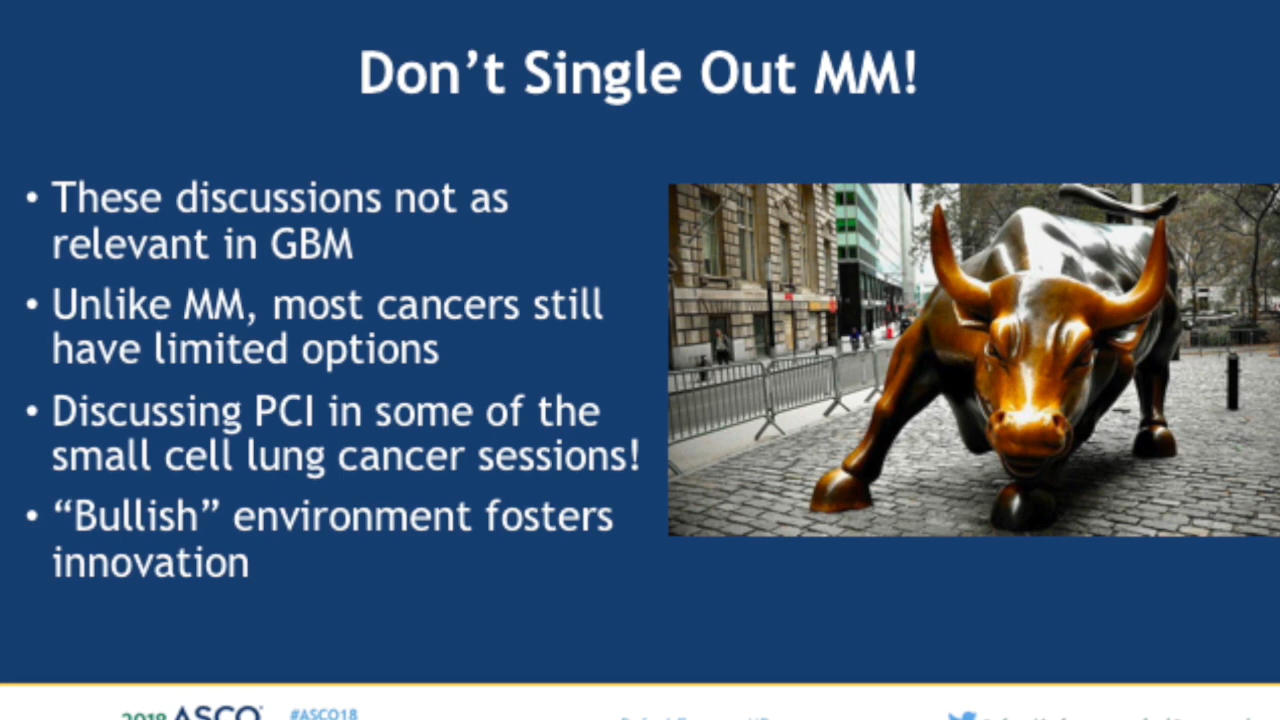 Don’t Single Out MM!
• These discussions not as
relevant in GBM
• Unlike MM, most cancers still
have limited options
• Discussing PCI in some of the
small cell lung cancer sessions!
• “Bullish” environment fosters
innovation
2018 ASCO #ASCO18